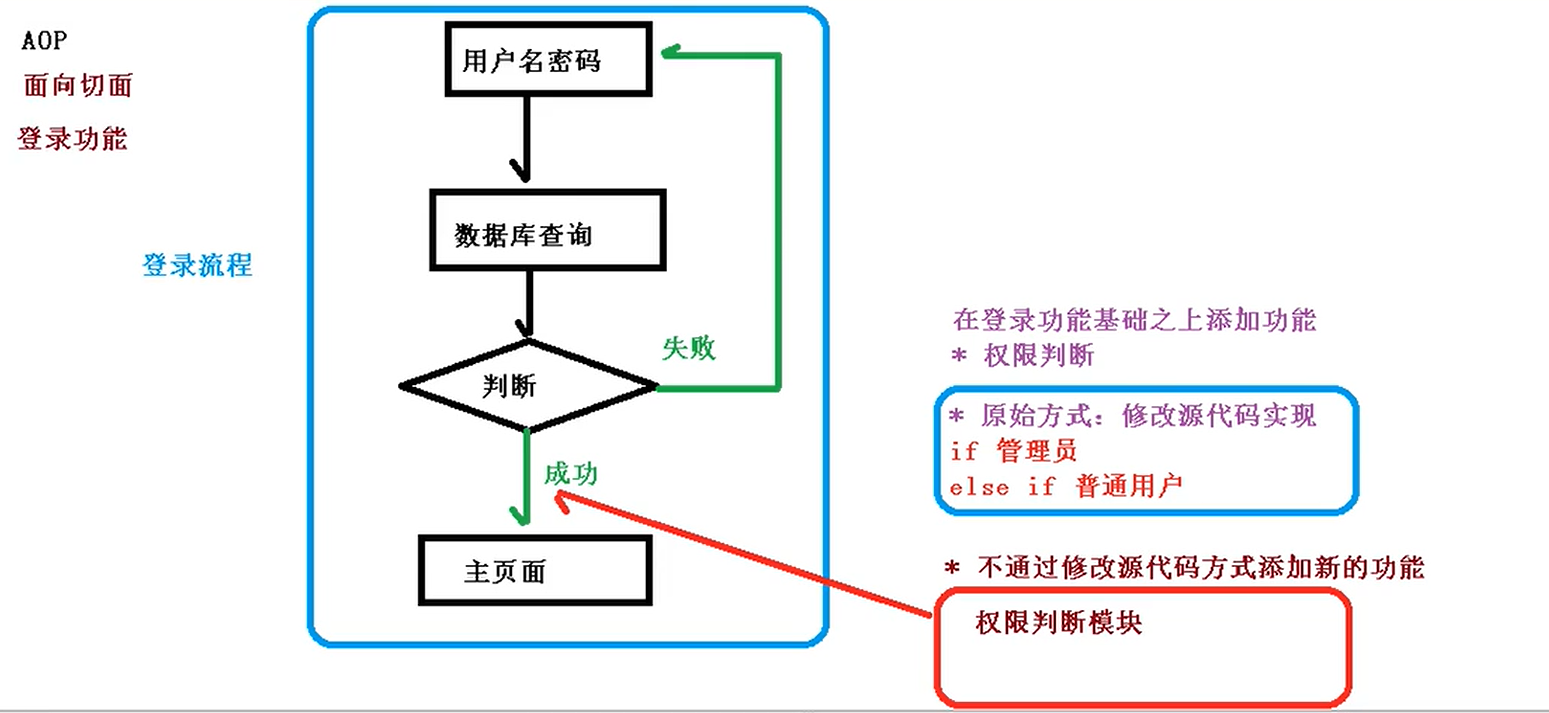 AOP
面向切面
登录功能
登录流程
用户名密码
数据库查询
判断
失败
成功
主页面
在登录功能基础之上添加功能
* 权限判断
* 原始方式：修改源代码实现
if 管理员
else if 普通用户
* 不通过修改源代码方式添加新的功能
权限判断模块